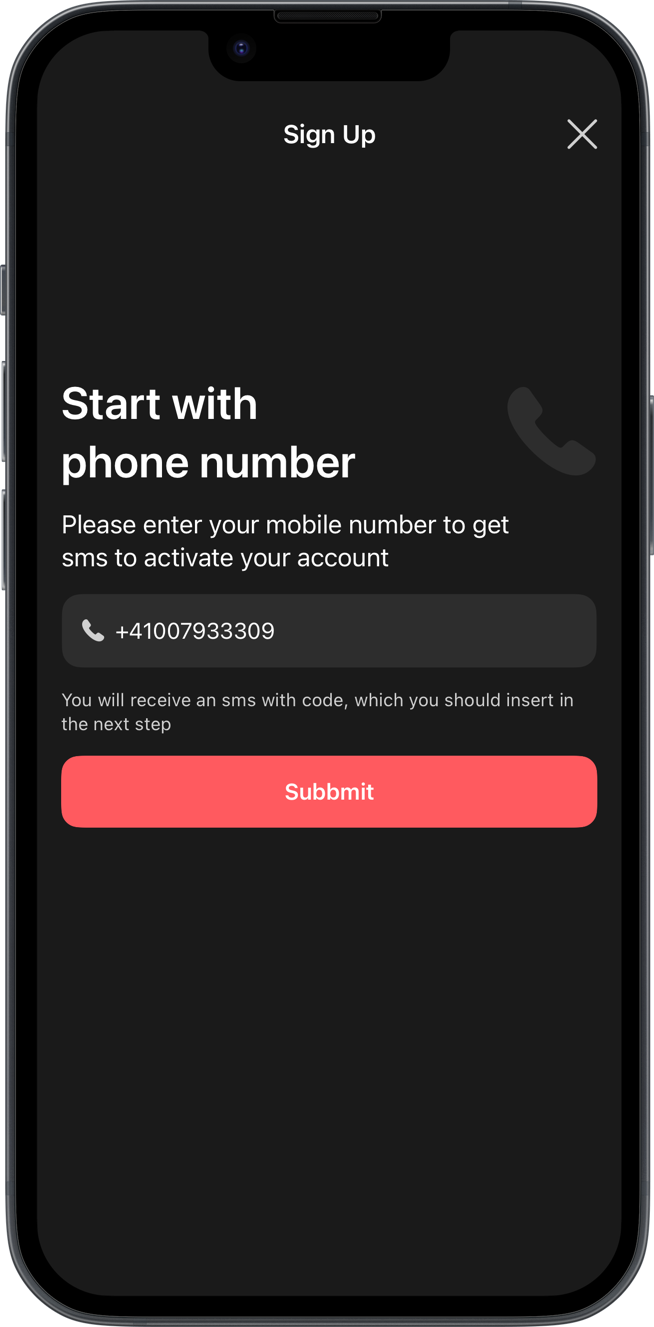 Sign Up
Start with
phone number
Please enter your mobile number to get
sms to activate your account
+41007933309
You will receive an sms with code, which you should insert in
the next step
Subbmit